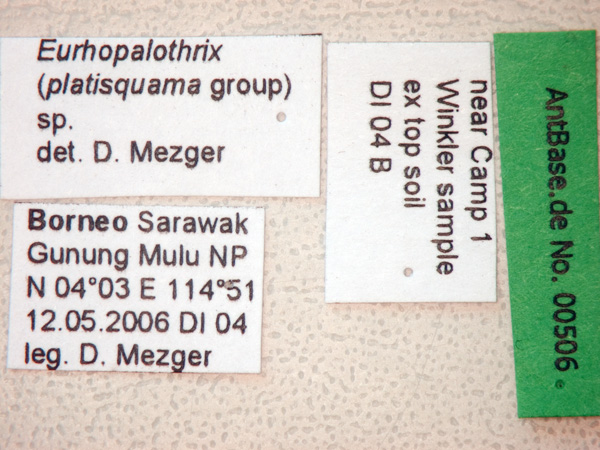 Eurhopalothrix
(platisquama group)
sp.
det. D. Mezger
Borneo Sarawak
Gunung Mulu NP
N 04°03 E 114°51
12.05.2006 DI 04
leg. D. Mezger
near Camp 1
Winkler sample
ex top soil
DI 04 B
AntBase.de No. 00506